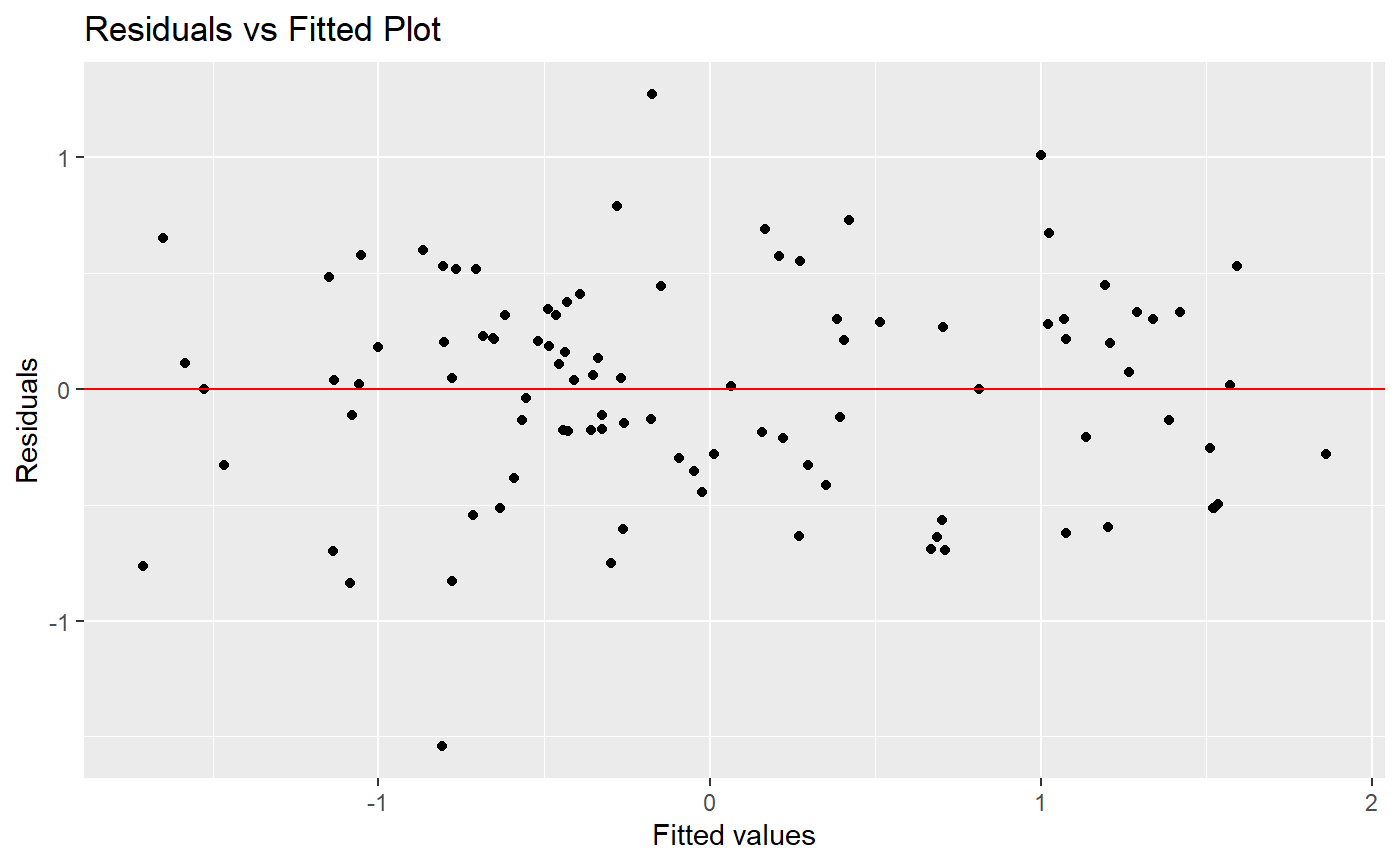 Residuals vs Fitted Plot
1
0
-1
Residuals
-1 0 1 2
Fitted values